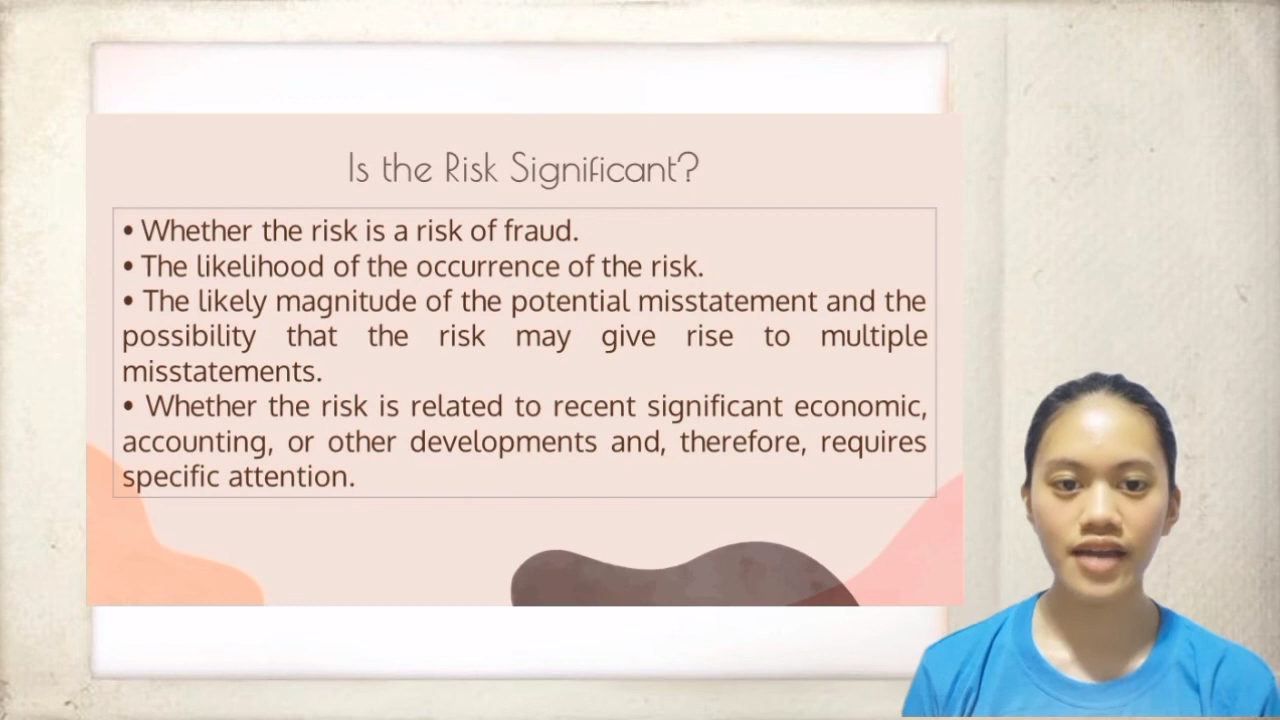 Is the Risk Significant?
• Whether the risk is a risk of fraud.
• The likelihood of the occurrence of the risk.
• The likely magnitude of the potential misstatement and the
possibility that the risk may give rise to multiple
misstatements.
• Whether the risk is related to recent significant economic,
accounting, or other developments and, therefore, requires
specific attention.